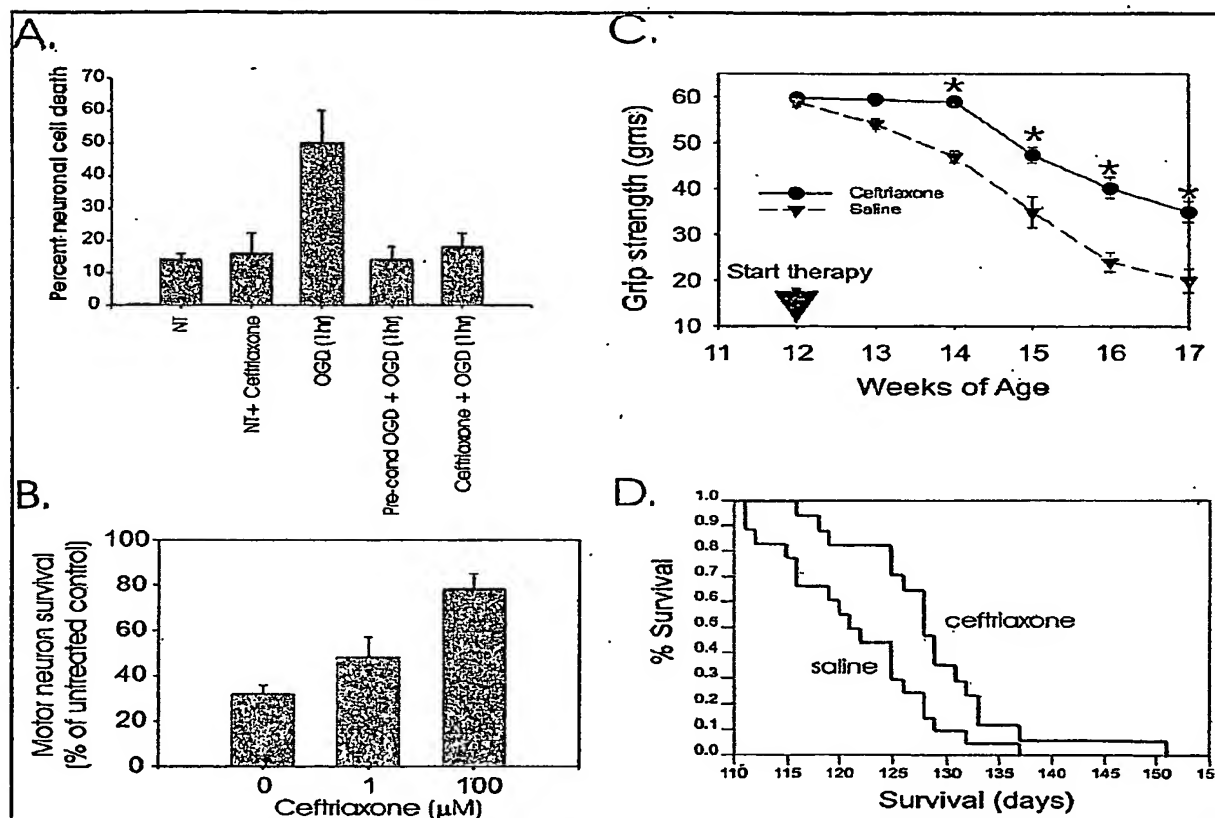 A.
Percent neuronal cell death
70
60
50
40
30
20
10
0
NT
NT+ Ceftriaxone
OGD (1hr)
Pre-cond OGD + OGD (1hr)
Ceftriaxone + OGD (1hr)
B.
Motor neuron survival
(% of untreated control)
100
80
60
40
20
0
0 1 100
Ceftriaxone (μM)
C.
Grip strength (gms)
60
50
40
30
20
10
* * * *
Ceftriaxone
Saline
Start therapy
11 12 13 14 15 16 17
Weeks of Age
D.
% Survival
1.0
0.9
0.8
0.7
0.6
0.5
0.4
0.3
0.2
0.1
0.0
ceftriaxone
saline
110 115 120 125 130 135 140 145 150 155
Survival (days)